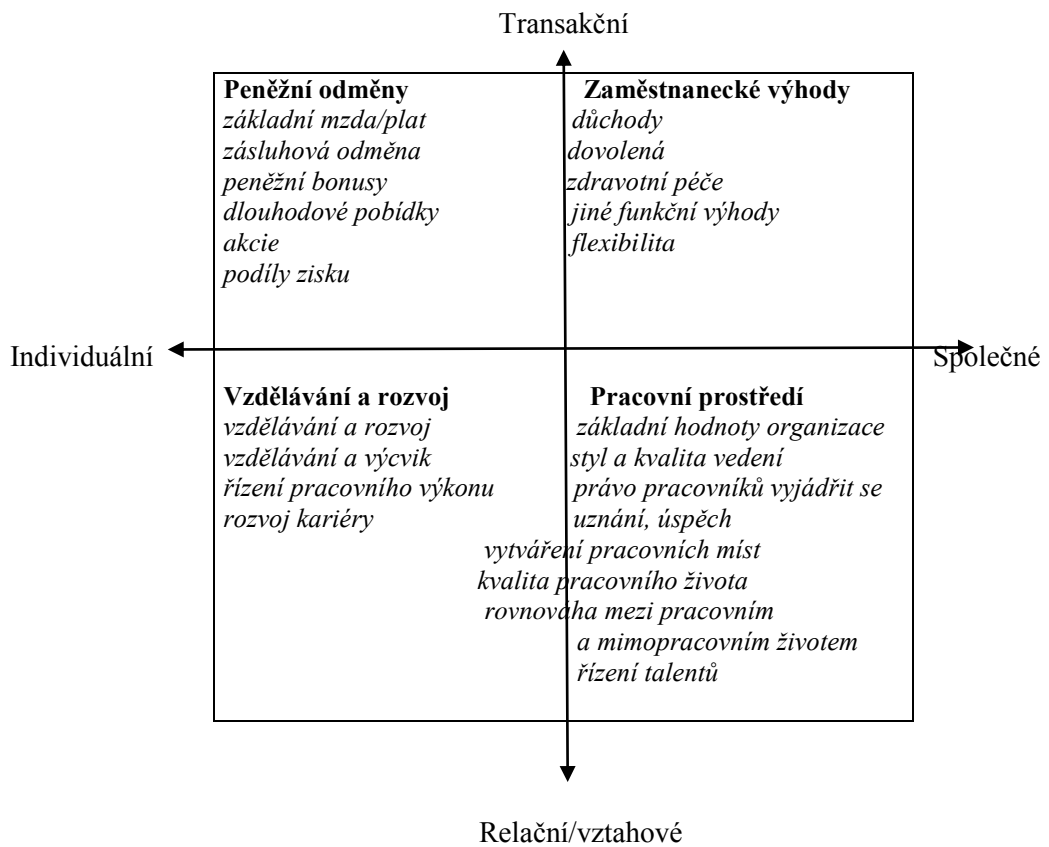 Transakční
Peněžní odměny
základní mzda/plat
zásluhová odměna
peněžní bonusy
dlouhodové pobídky
akcie
podíly zisku
Zaměstnanecké výhody
důchody
dovolená
zdravotní péče
jiné funkční výhody
flexibilita
Individuální
Společné
Vzdělávání a rozvoj
vzdělávání a rozvoj
vzdělávání a výcvik
řízení pracovního výkonu
rozvoj kariéry
Pracovní prostředí
základní hodnoty organizace
styl a kvalita vedení
právo pracovníků vyjádřit se
uznání, úspěch
vytváření pracovních míst
kvalita pracovního života
rovnováha mezi pracovním
a mimopracovním životem
řízení talentů
Relační/vztahové